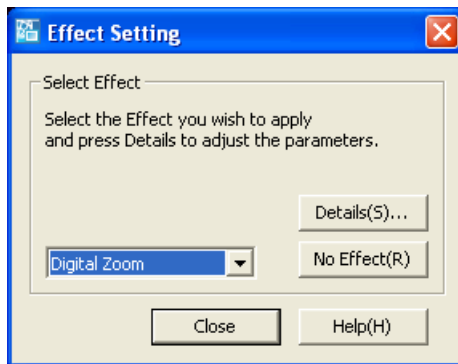 Effect Setting
Select Effect
Select the Effect you wish to apply
and press Details to adjust the parameters.
Details(S)...
Digital Zoom
No Effect(R)
Close
Help(H)